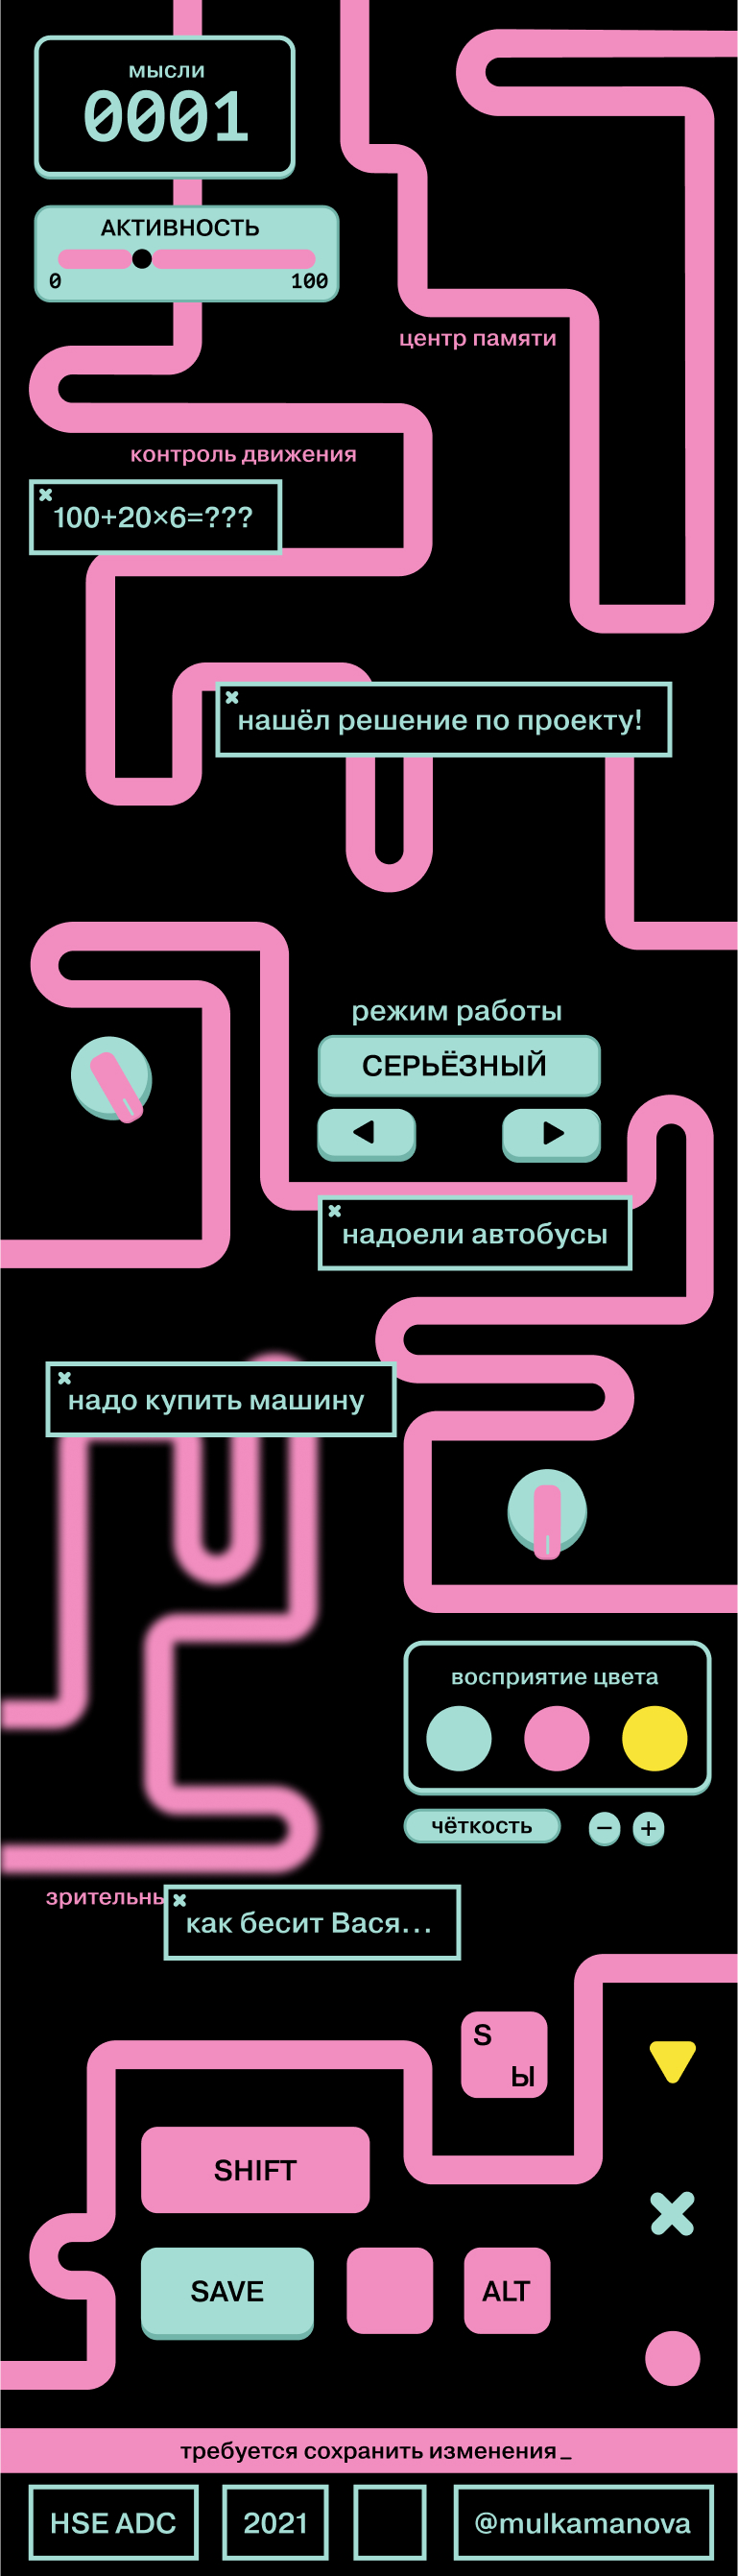 мысли
0001
АКТИВНОСТЬ
0 100
центр памяти
контроль движения
100+20×6=???
нашёл решение по проекту!
режим работы
СЕРЬЁЗНЫЙ
надоели автобусы
надо купить машину
восприятие цвета
чёткость − +
зрительны
как бесит Вася...
S
Ы
SHIFT
SAVE ALT
требуется сохранить изменения_
HSE ADC 2021 @mulkamanova